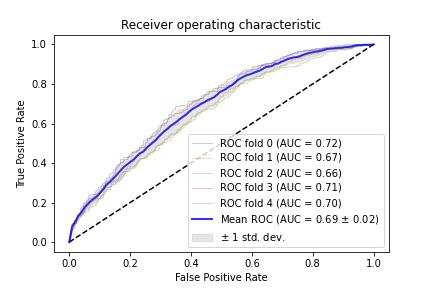 Receiver operating characteristic
True Positive Rate
1.0
0.8
0.6
0.4
0.2
0.0
ROC fold 0 (AUC = 0.72)
ROC fold 1 (AUC = 0.67)
ROC fold 2 (AUC = 0.66)
ROC fold 3 (AUC = 0.71)
ROC fold 4 (AUC = 0.70)
Mean ROC (AUC = 0.69 ± 0.02)
± 1 std. dev.
0.0 0.2 0.4 0.6 0.8 1.0
False Positive Rate